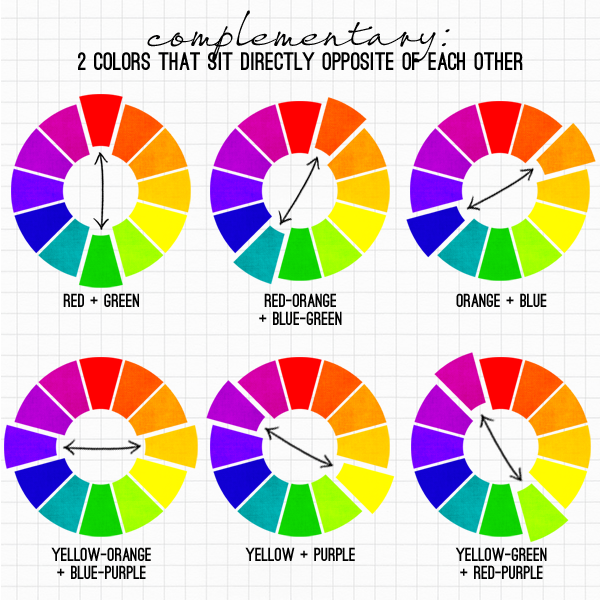 complementary:
2 COLORS THAT SIT DIRECTLY OPPOSITE OF EACH OTHER
RED + GREEN
RED-ORANGE
+ BLUE-GREEN
ORANGE + BLUE
YELLOW-ORANGE
+ BLUE-PURPLE
YELLOW + PURPLE
YELLOW-GREEN
+ RED-PURPLE